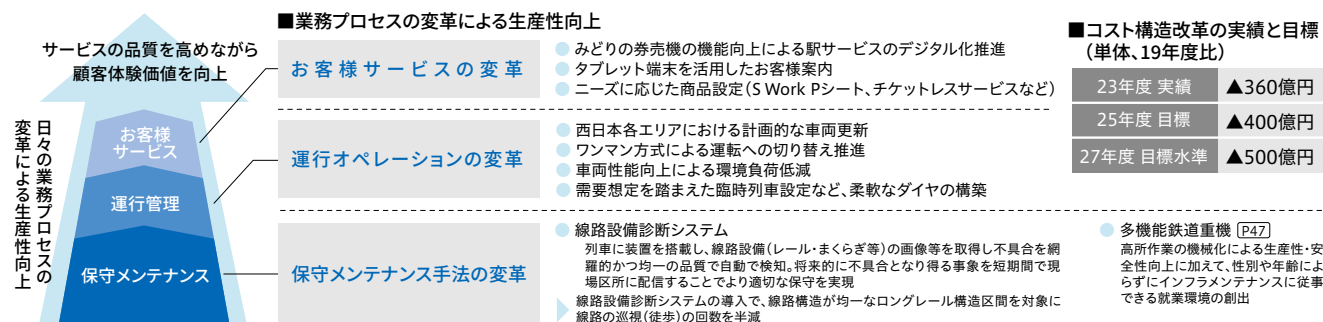 サービスの品質を高めながら
顧客体験価値を向上
日々の業務プロセスの
変革による生産性向上
お客様
サービス
運行管理
保守メンテナンス
■業務プロセスの変革による生産性向上
お客様サービスの変革
● みどりの券売機の機能向上による駅サービスのデジタル化推進
● タブレット端末を活用したお客様案内
● ニーズに応じた商品設定（S Work Pシート、チケットレスサービスなど）
運行オペレーションの変革
● 西日本各エリアにおける計画的な車両更新
● ワンマン方式による運転への切り替え推進
● 車両性能向上による環境負荷低減
● 需要想定を踏まえた臨時列車設定など、柔軟なダイヤの構築
保守メンテナンス手法の変革
● 線路設備診断システム
列車に装置を搭載し、線路設備（レール・まくらぎ等）の画像等を取得し不具合を網
羅的かつ均一の品質で自動で検知。将来的に不具合となり得る事象を短期間で現
場区所に配信することでより適切な保守を実現
線路設備診断システムの導入で、線路構造が均一なロングレール構造区間を対象に
線路の巡視（徒歩）の回数を半減
● 多機能鉄道重機 P47
高所作業の機械化による生産性・安
全性向上に加えて、性別や年齢によ
らずにインフラメンテナンスに従事
できる就業環境の創出
■コスト構造改革の実績と目標
（単体、19年度比）
23年度 実績 ▲360億円
25年度 目標 ▲400億円
27年度 目標水準 ▲500億円